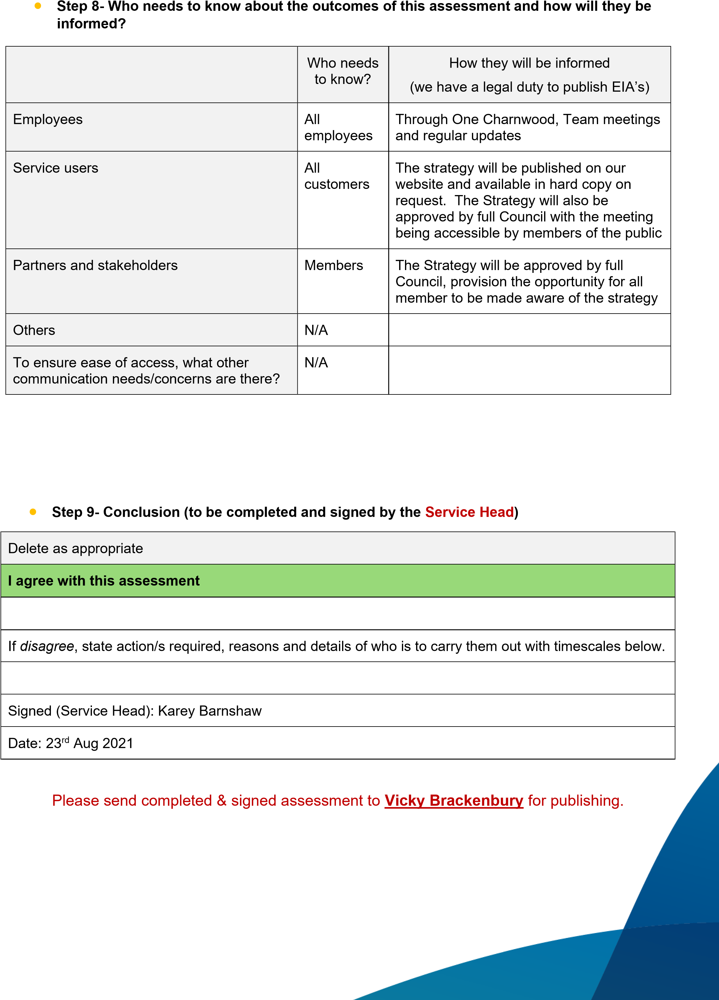 Step 8- Who needs to know about the outcomes of this assessment and how will they be
informed?
Who needs
to know?
How they will be informed
(we have a legal duty to publish EIA's)
Employees
All
employees
Through One Charnwood, Team meetings
and regular updates
Service users
All
customers
The strategy will be published on our
website and available in hard copy on
request.  The Strategy will also be
approved by full Council with the meeting
being accessible by members of the public
Partners and stakeholders
Members
The Strategy will be approved by full
Council, provision the opportunity for all
member to be made aware of the strategy
Others
N/A
To ensure ease of access, what other
communication needs/concerns are there?
N/A
Step 9- Conclusion (to be completed and signed by the Service Head)
Delete as appropriate
I agree with this assessment
If disagree, state action/s required, reasons and details of who is to carry them out with timescales below.
Signed (Service Head): Karey Barnshaw
Date: 23rd Aug 2021
Please send completed & signed assessment to Vicky Brackenbury for publishing.